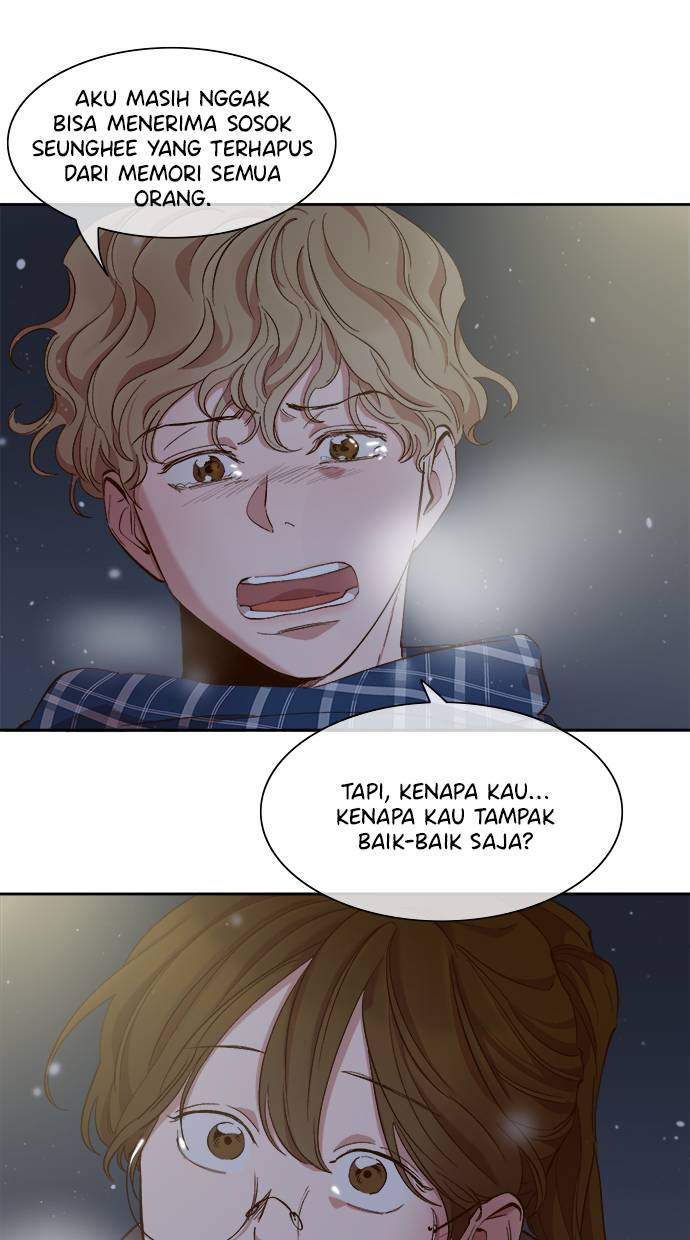 AKU MASIH NGGAK
BISA MENERIMA SOSOK
SEUNGHEE YANG TERHAPUS
DARI MEMORI SEMUA
ORANG.
TAPI, KENAPA KAU...
KENAPA KAU TAMPAK
BAIK-BAIK SAJA?